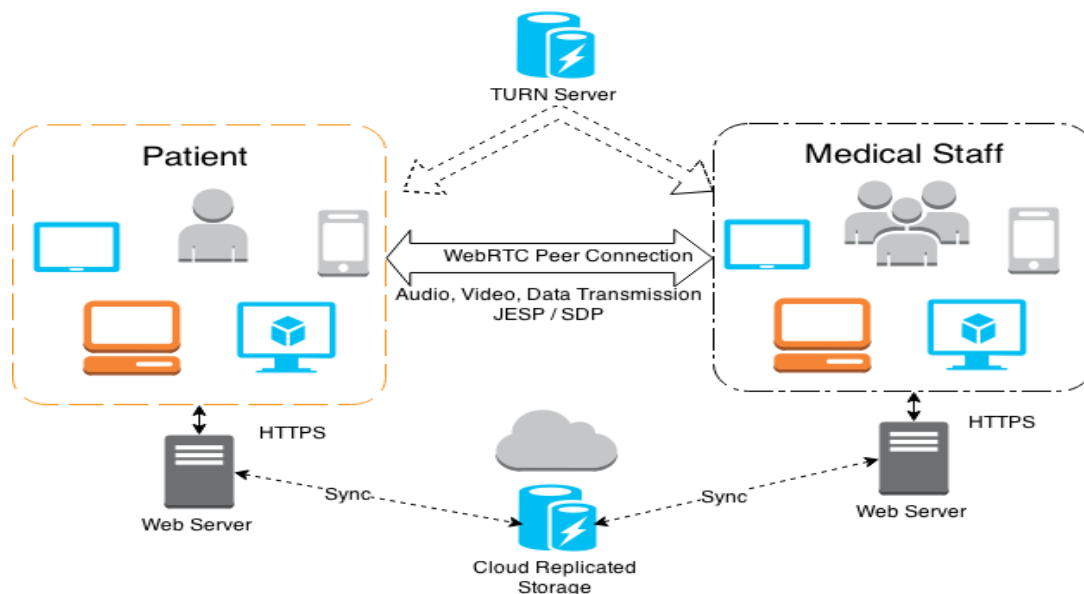 TURN Server
Patient
Medical Staff
WebRTC Peer Connection
Audio, Video, Data Transmission
JESP / SDP
HTTPS
HTTPS
Sync
Sync
Web Server
Web Server
Cloud Replicated
Storage